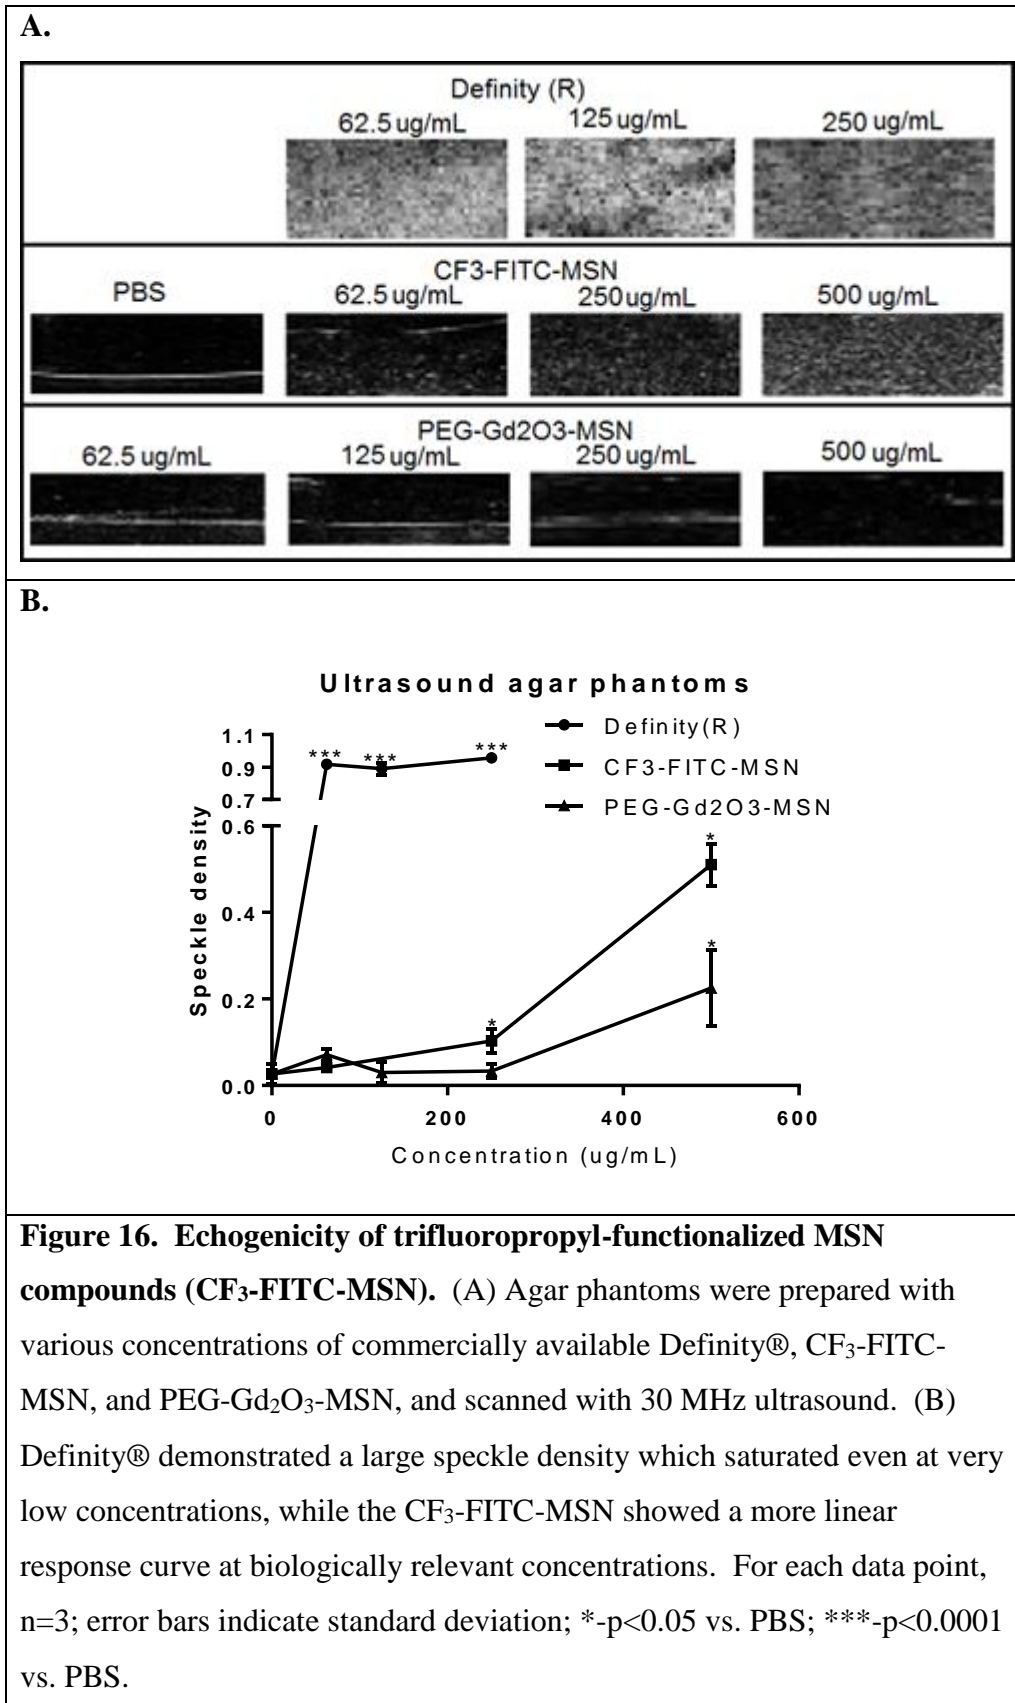 A.
Definity (R)
62.5 ug/mL 125 ug/mL 250 ug/mL
CF3-FITC-MSN
PBS 62.5 ug/mL 250 ug/mL 500 ug/mL
PEG-Gd2O3-MSN
62.5 ug/mL 125 ug/mL 250 ug/mL 500 ug/mL
B.
Ultrasound agar phantoms
Definity(R)
CF3-FITC-MSN
PEG-Gd2O3-MSN
1.1
0.9
0.7
0.6
0.4
0.2
0.0
Speckle density
*** *** ***
*
*
*
0 200 400 600
Concentration (ug/mL)
Figure 16. Echogenicity of trifluoropropyl-functionalized MSN
compounds (CF₃-FITC-MSN). (A) Agar phantoms were prepared with
various concentrations of commercially available Definity®, CF₃-FITC-
MSN, and PEG-Gd₂O₃-MSN, and scanned with 30 MHz ultrasound. (B)
Definity® demonstrated a large speckle density which saturated even at very
low concentrations, while the CF₃-FITC-MSN showed a more linear
response curve at biologically relevant concentrations. For each data point,
n=3; error bars indicate standard deviation; *-p<0.05 vs. PBS; ***-p<0.0001
vs. PBS.